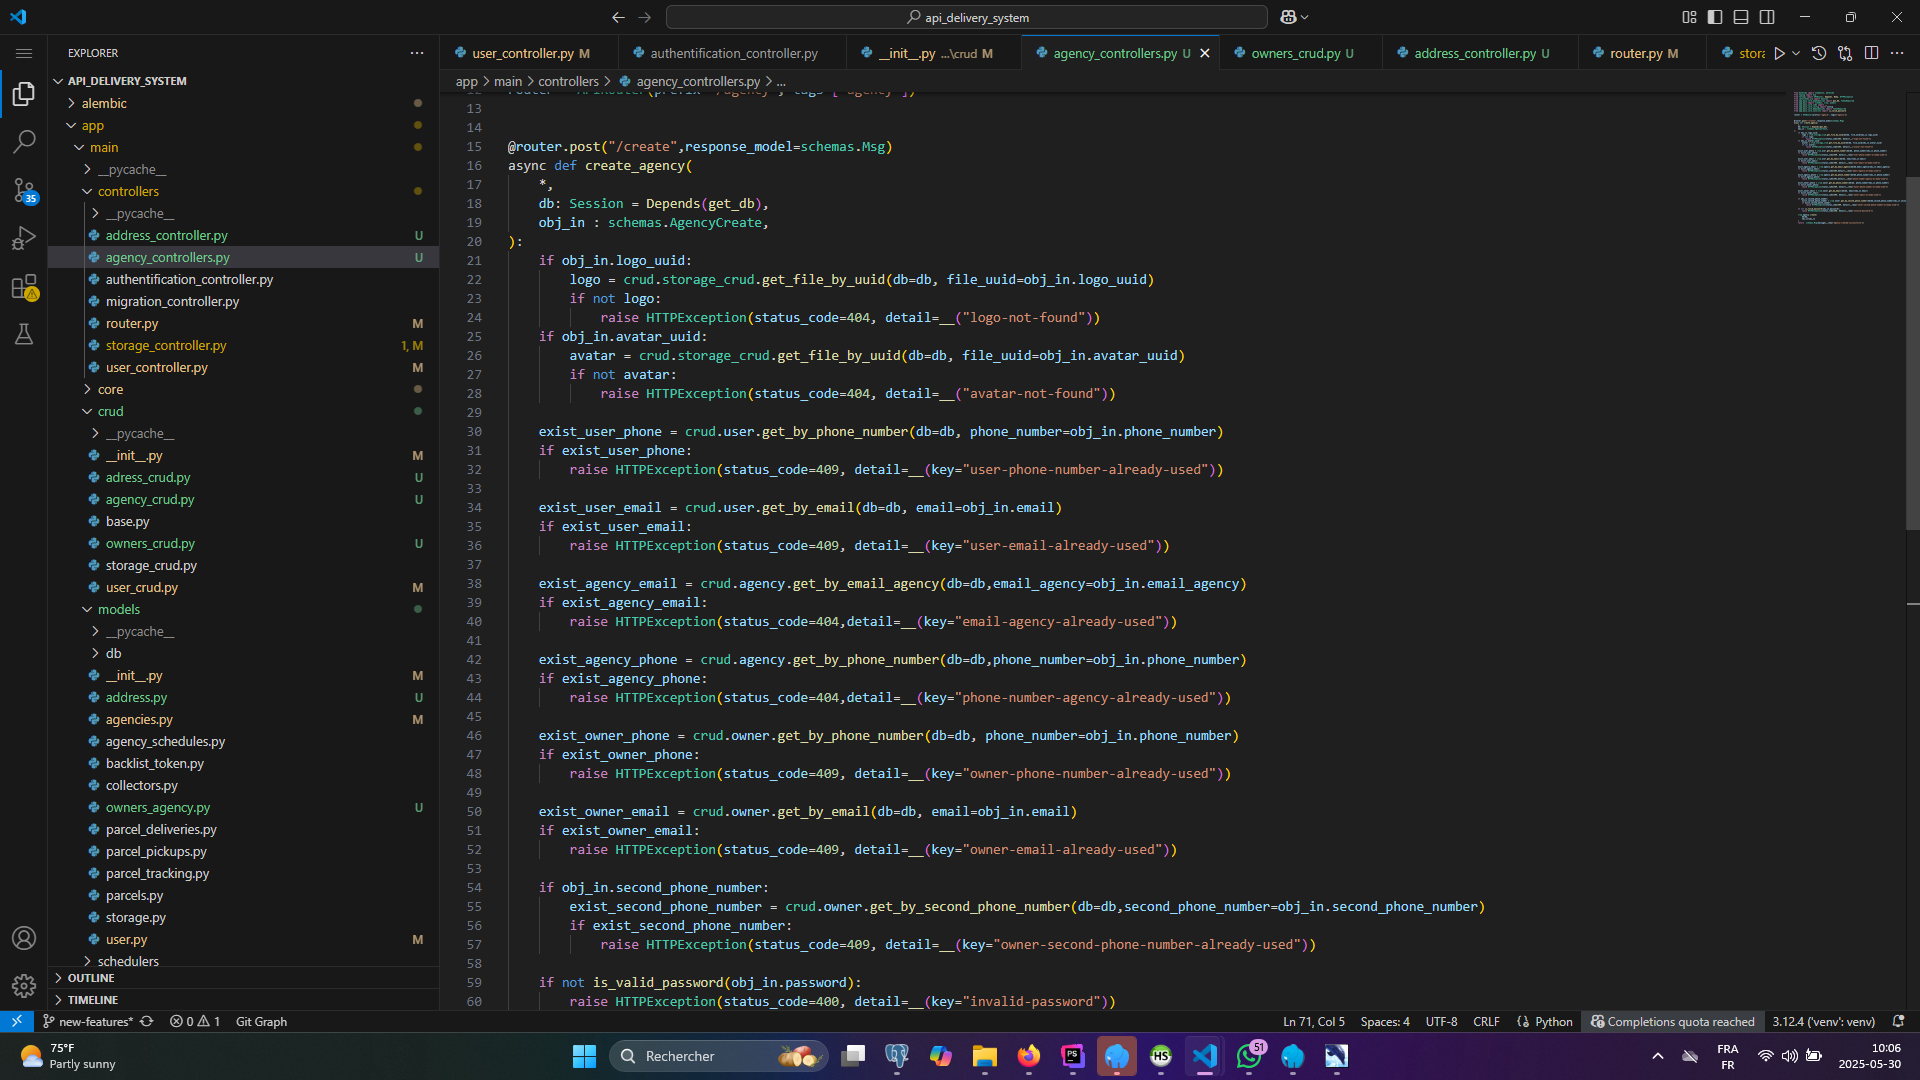 api_delivery_system
EXPLORER
API_DELIVERY_SYSTEM
alembic
app
main
__pycache__
controllers
__pycache__
address_controller.py U
agency_controllers.py U
authentification_controller.py
migration_controller.py
router.py M
storage_controller.py 1, M
user_controller.py M
core
crud
__pycache__
__init__.py M
adress_crud.py U
agency_crud.py U
base.py
owners_crud.py U
storage_crud.py
user_crud.py M
models
__pycache__
db
__init__.py M
address.py U
agencies.py M
agency_schedules.py
backlist_token.py
collectors.py
owners_agency.py U
parcel_deliveries.py
parcel_pickups.py
parcel_tracking.py
parcels.py
storage.py
user.py M
schedulers
OUTLINE
TIMELINE
35
user_controller.py M
authentification_controller.py
__init__.py ...\crud M
agency_controllers.py U
owners_crud.py U
address_controller.py U
router.py M
stora
app > main > controllers > agency_controllers.py > ...
12 router = APIRouter(prefix="/agency", tags=["agency"])
13
14
15 @router.post("/create",response_model=schemas.Msg)
16 async def create_agency(
17 *,
18 db: Session = Depends(get_db),
19 obj_in : schemas.AgencyCreate,
20 ):
21 if obj_in.logo_uuid:
22 logo = crud.storage_crud.get_file_by_uuid(db=db, file_uuid=obj_in.logo_uuid)
23 if not logo:
24 raise HTTPException(status_code=404, detail=__("logo-not-found"))
25 if obj_in.avatar_uuid:
26 avatar = crud.storage_crud.get_file_by_uuid(db=db, file_uuid=obj_in.avatar_uuid)
27 if not avatar:
28 raise HTTPException(status_code=404, detail=__("avatar-not-found"))
29
30 exist_user_phone = crud.user.get_by_phone_number(db=db, phone_number=obj_in.phone_number)
31 if exist_user_phone:
32 raise HTTPException(status_code=409, detail=__(key="user-phone-number-already-used"))
33
34 exist_user_email = crud.user.get_by_email(db=db, email=obj_in.email)
35 if exist_user_email:
36 raise HTTPException(status_code=409, detail=__(key="user-email-already-used"))
37
38 exist_agency_email = crud.agency.get_by_email_agency(db=db,email_agency=obj_in.email_agency)
39 if exist_agency_email:
40 raise HTTPException(status_code=404,detail=__(key="email-agency-already-used"))
41
42 exist_agency_phone = crud.agency.get_by_phone_number(db=db,phone_number=obj_in.phone_number)
43 if exist_agency_phone:
44 raise HTTPException(status_code=404,detail=__(key="phone-number-agency-already-used"))
45
46 exist_owner_phone = crud.owner.get_by_phone_number(db=db, phone_number=obj_in.phone_number)
47 if exist_owner_phone:
48 raise HTTPException(status_code=409, detail=__(key="owner-phone-number-already-used"))
49
50 exist_owner_email = crud.owner.get_by_email(db=db, email=obj_in.email)
51 if exist_owner_email:
52 raise HTTPException(status_code=409, detail=__(key="owner-email-already-used"))
53
54 if obj_in.second_phone_number:
55 exist_second_phone_number = crud.owner.get_by_second_phone_number(db=db,second_phone_number=obj_in.second_phone_number)
56 if exist_second_phone_number:
57 raise HTTPException(status_code=409, detail=__(key="owner-second-phone-number-already-used"))
58
59 if not is_valid_password(obj_in.password):
60 raise HTTPException(status_code=400, detail=__(key="invalid-password"))
new-features* 0 1 Git Graph
Ln 71, Col 5 Spaces: 4 UTF-8 CRLF Python Completions quota reached 3.12.4 ('venv': venv)
75°F
Partly sunny
Rechercher
PS
HS
51
FRA
FR
10:06
2025-05-30